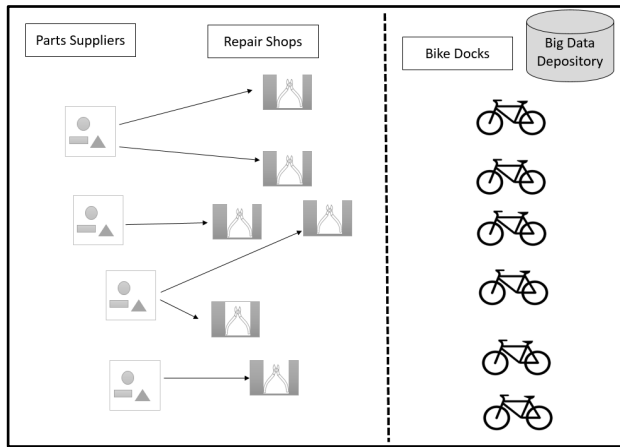 Parts Suppliers
Repair Shops
Bike Docks
Big Data
Depository